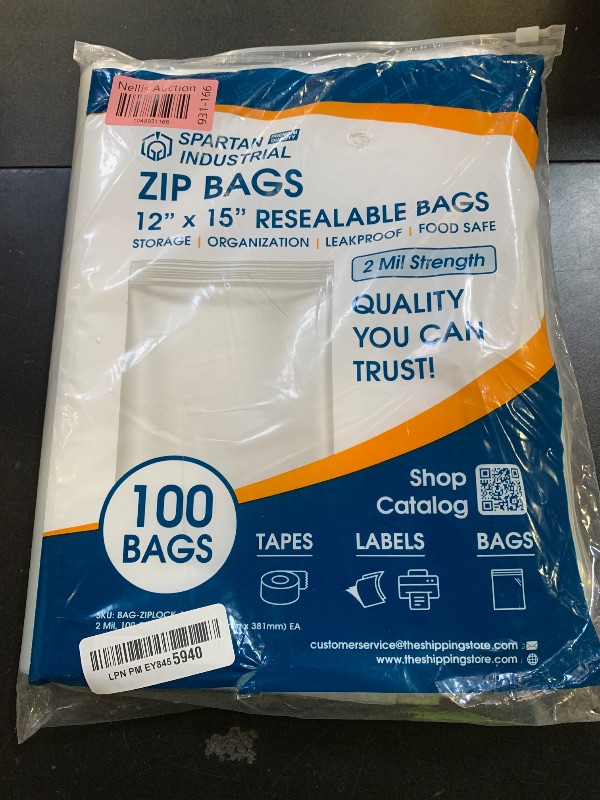 Nellis Auction
931-166
SPARTAN
INDUSTRIAL
ZIP BAGS
12” x 15” RESEALABLE BAGS
STORAGE | ORGANIZATION | LEAKPROOF | FOOD SAFE
2 Mil Strength
QUALITY
YOU CAN
TRUST!
100
BAGS
Shop
Catalog
TAPES
LABELS
BAGS
SKU: BAG-ZIPLOCK
2 Mil, 100 x 381mm) EA
LPN PM EY845 5940
customerservice@theshippingstore.com
www.theshippingstore.com